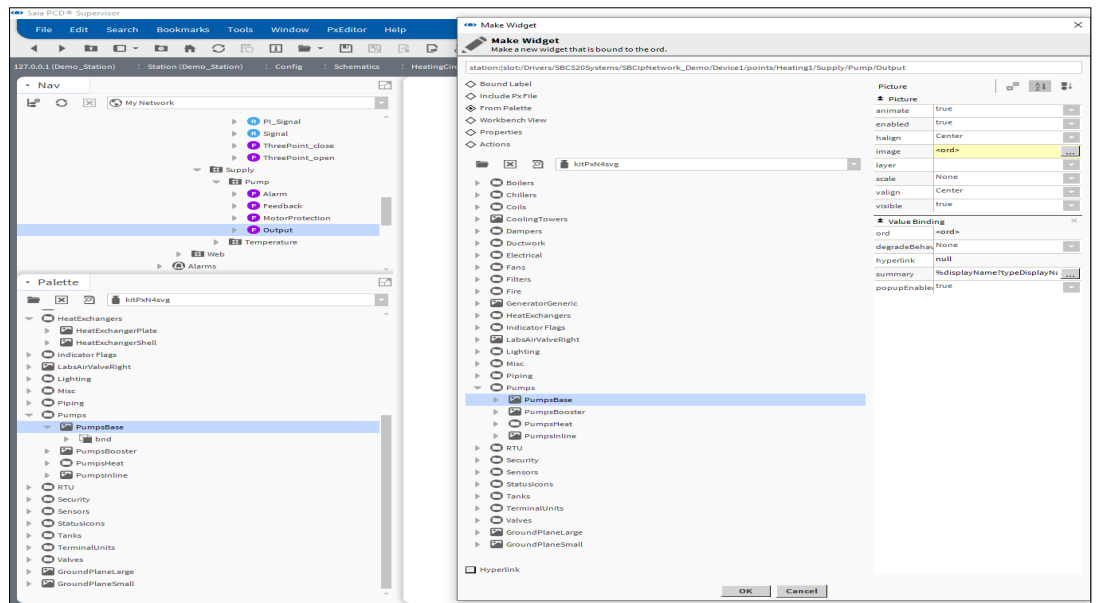 Saia PCD® Supervisor
File Edit Search Bookmarks Tools Window PxEditor Help
127.0.0.1 (Demo_Station) : Station (Demo_Station) : Config : Schematics : HeatingCir
Nav
My Network
PI_Signal
Signal
ThreePoint_close
ThreePoint_open
Supply
Pump
Alarm
Feedback
MotorProtection
Output
Temperature
Web
Alarms
Palette
kitPxN4svg
HeatExchangers
HeatExchangerPlate
HeatExchangerShell
Indicator Flags
LabsAirValveRight
Lighting
Misc
Piping
Pumps
PumpsBase
bnd
PumpsBooster
PumpsHeat
PumpsInline
RTU
Security
Sensors
StatusIcons
Tanks
TerminalUnits
Valves
GroundPlaneLarge
GroundPlaneSmall
Make Widget
Make Widget
Make a new widget that is bound to the ord.
station:|slot:/Drivers/SBCS20Systems/SBCIpNetwork_Demo/Device1/points/Heating1/Supply/Pump/Output
Bound Label
Include Px File
From Palette
Workbench View
Properties
Actions
kitPxN4svg
Boilers
Chillers
Coils
CoolingTowers
Dampers
Ductwork
Electrical
Fans
Filters
Fire
GeneratorGeneric
HeatExchangers
Indicator Flags
LabsAirValveRight
Lighting
Misc
Piping
Pumps
PumpsBase
PumpsBooster
PumpsHeat
PumpsInline
RTU
Security
Sensors
StatusIcons
Tanks
TerminalUnits
Valves
GroundPlaneLarge
GroundPlaneSmall
Hyperlink
Picture
Picture
animate true
enabled true
halign Center
image <ord>
layer
scale None
valign Center
visible true
Value Binding
ord <ord>
degradeBehav None
hyperlink null
summary %displayName?typeDisplayNa
popupEnable true
OK Cancel